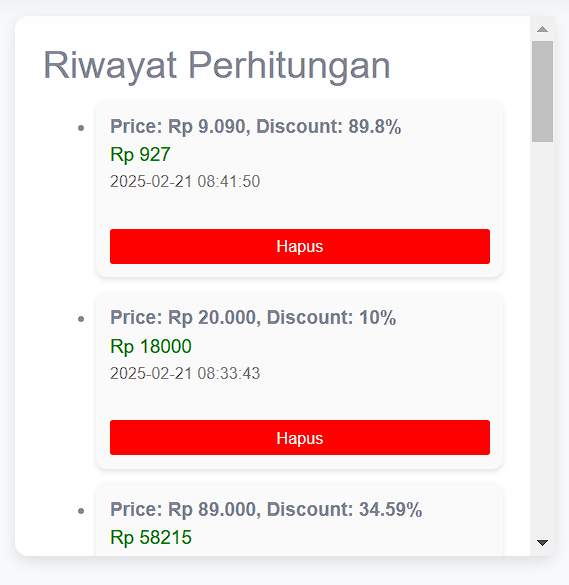 Riwayat Perhitungan
Price: Rp 9.090, Discount: 89.8%
Rp 927
2025-02-21 08:41:50
Hapus
Price: Rp 20.000, Discount: 10%
Rp 18000
2025-02-21 08:33:43
Hapus
Price: Rp 89.000, Discount: 34.59%
Rp 58215